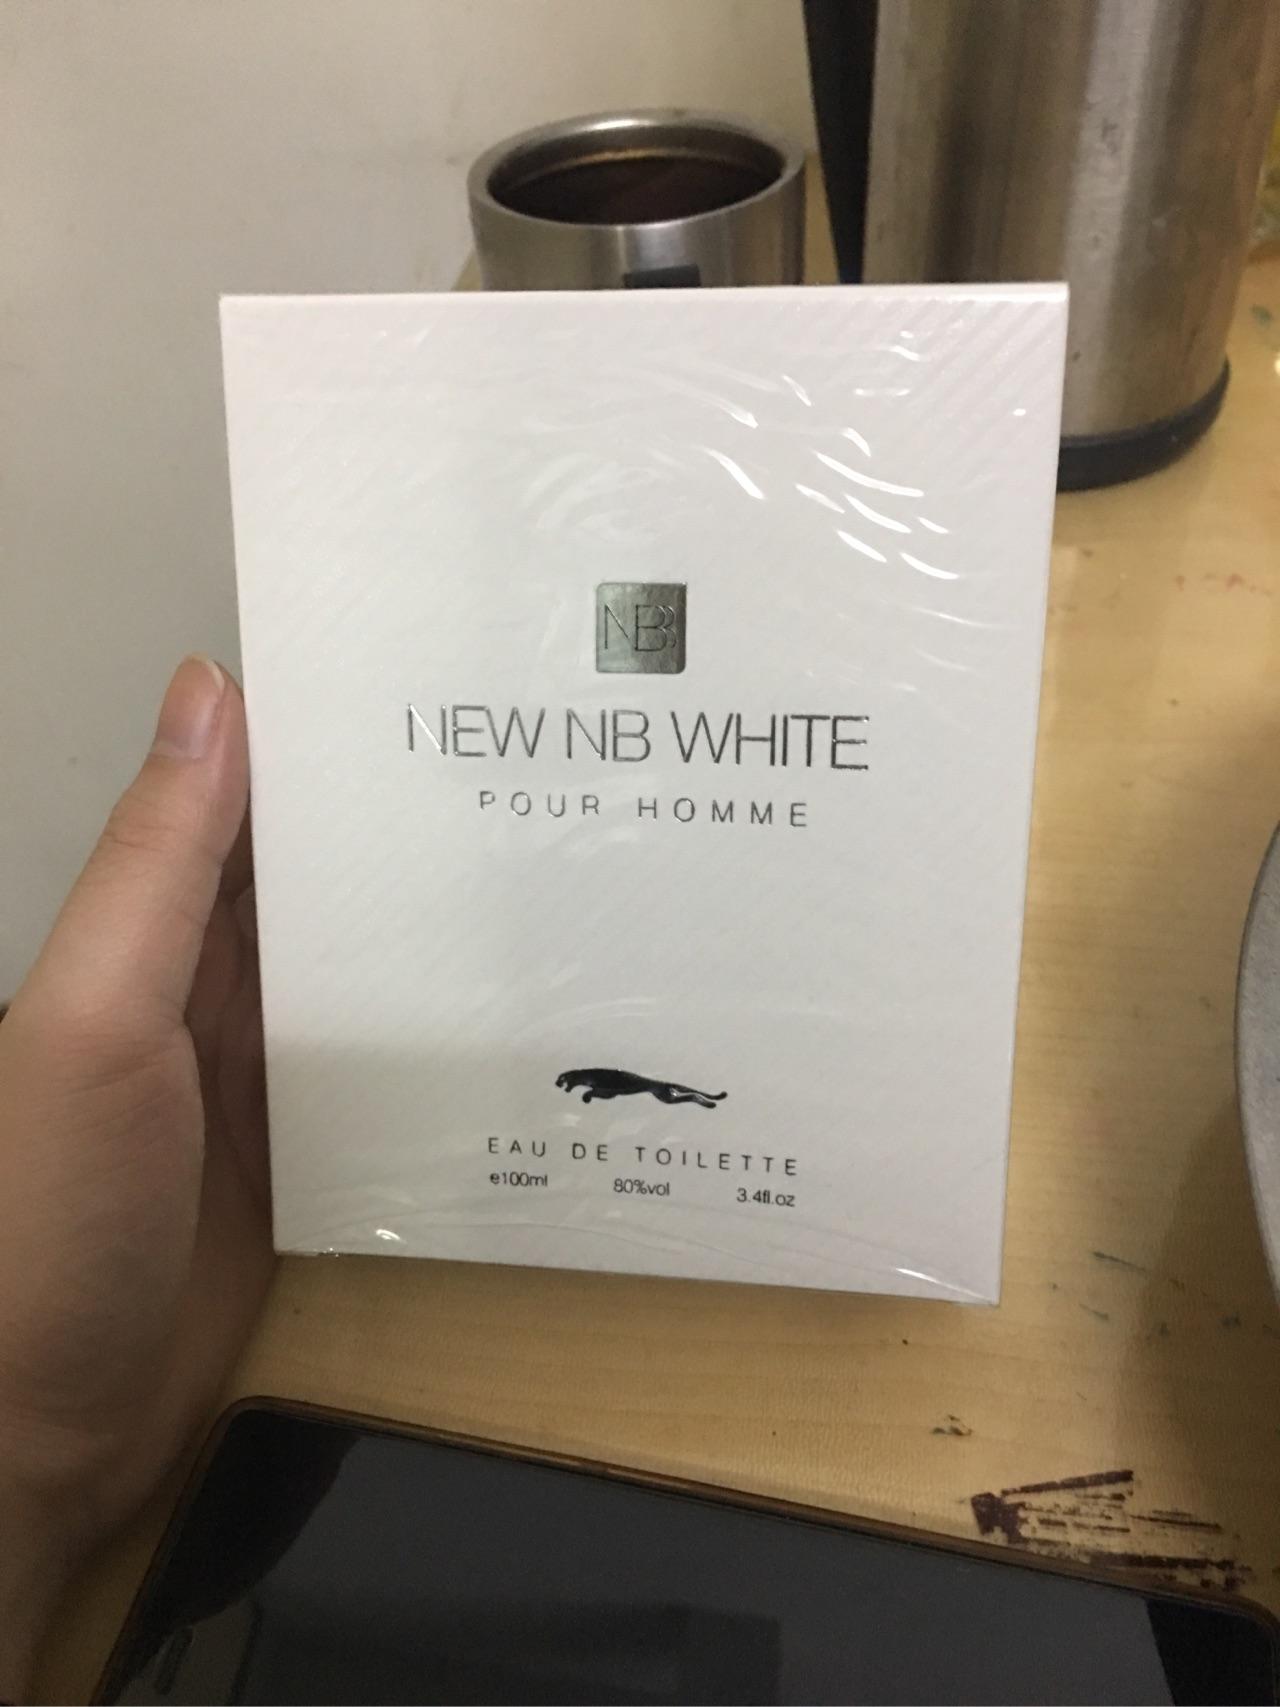 NB
NEW NB WHITE
POUR HOMME
EAU DE TOILETTE
e100ml 80%vol 3.4fl.oz